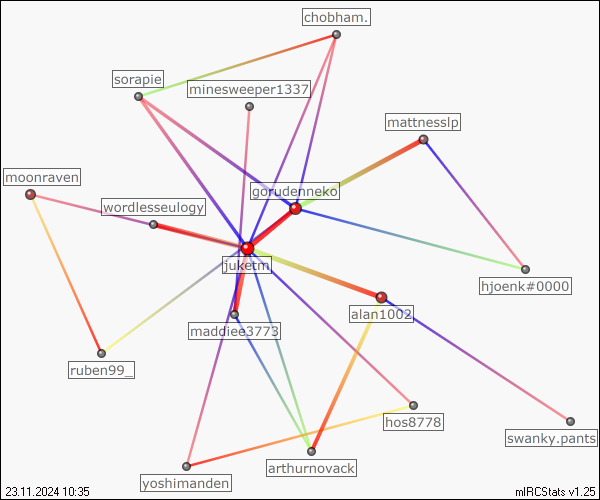 chobham.
sorapie
minesweeper1337
mattnesslp
moonraven
gorudenneko
wordlesseulogy
juketm
hjoenk#0000
alan1002
maddiee3773
ruben99_
hos8778
swanky.pants
arthurnovack
yoshimanden
23.11.2024 10:35
mIRCStats v1.25